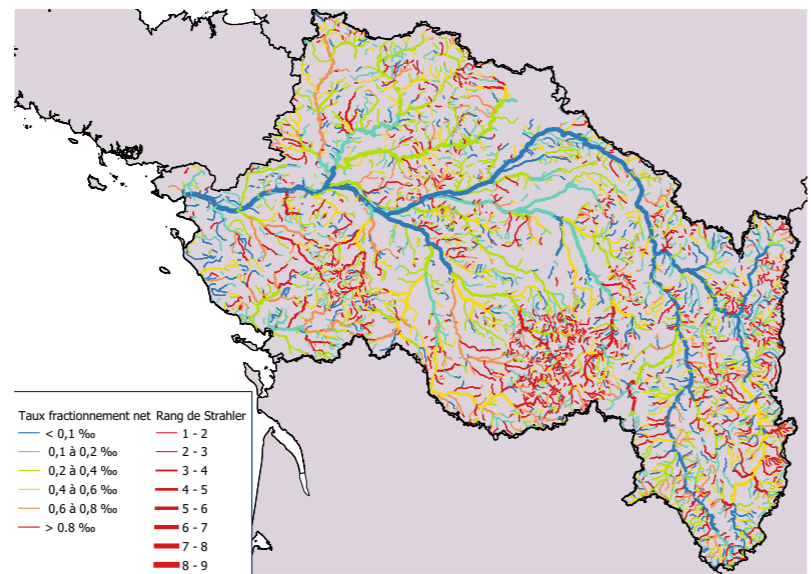 Taux fractionnement net Rang de Strahler
< 0,1 ‰ 1 - 2
0,1 à 0,2 ‰ 2 - 3
0,2 à 0,4 ‰ 3 - 4
0,4 à 0,6 ‰ 4 - 5
0,6 à 0,8 ‰ 5 - 6
> 0.8 ‰ 6 - 7
7 - 8
8 - 9